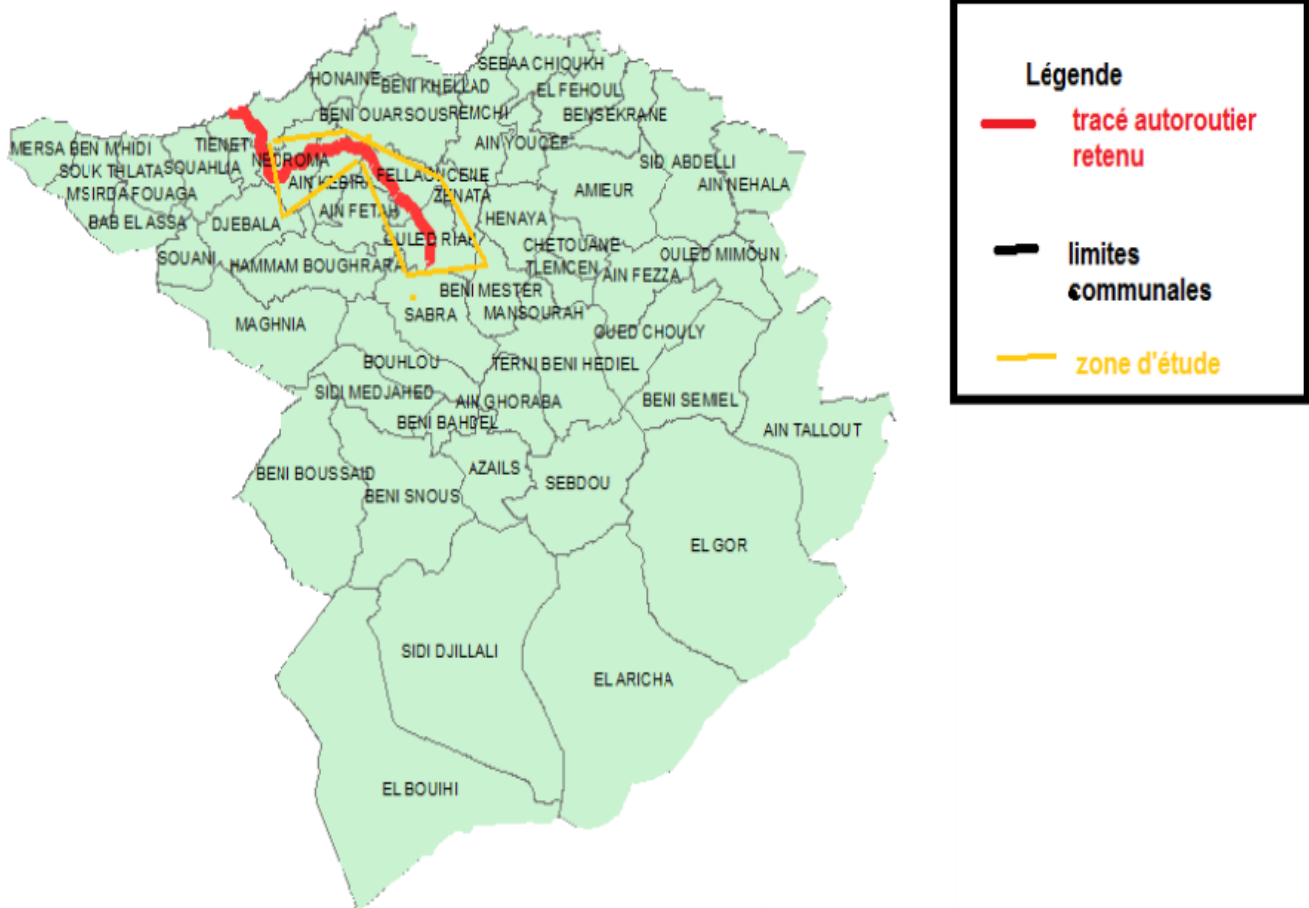 SEBAA CHIOUKH
HONAINE
BENI KHELLAD
EL FEHOUL
BENI OUARSOUS
REMCHI
BENSEKRANE
TIENET
AIN YOUCEF
MERSA BEN M'HIDI
SOUK THLATA
SOUAHLIA
NEDROMA
SID ABDELLI
FELLAOUCENE
AIN NEHALA
M'SIRDA FOUAGA
AIN KEBIRA
ZENATA
AMIEUR
BAB EL ASSA
DJEBALA
AIN FETAH
HENAYA
OULED RIAH
CHETOUANE
SOUANI
HAMMAM BOUGHRARA
TLEMCEN
AIN FEZZA
OULED MIMOUN
BENI MESTER
MAGHNIA
SABRA
MANSOURAH
OUED CHOULY
BOUHLOU
TERNI BENI HEDIEL
SIDI MEDJAHED
AIN GHORABA
BENI SEMIEL
BENI BAHDEL
AIN TALLOUT
BENI BOUSSAID
AZAILS
BENI SNOUS
SEBDOU
EL GOR
SIDI DJILLALI
EL ARICHA
EL BOUIHI
Légende
tracé autoroutier
retenu
limites
communales
zone d'étude